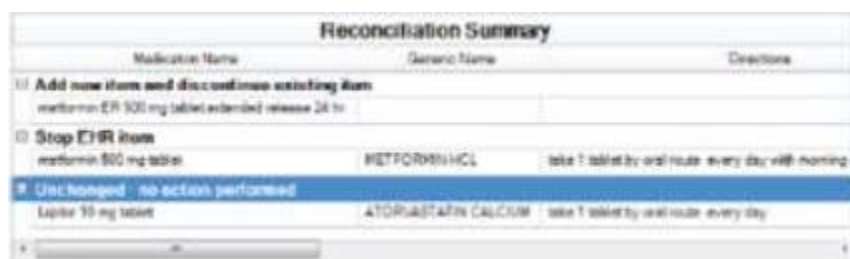 Reconciliation Summary
Medication Name Generic Name Directions
Add new item and discontinue existing item
metformin ER 500 mg tablet extended release 24 hr
Stop EHR item
metformin 500 mg tablet METFORMIN HCL take 1 tablet by oral route every day with morning
Unchanged - no action performed
Lipitor 10 mg tablet ATORVASTATIN CALCIUM take 1 tablet by oral route every day